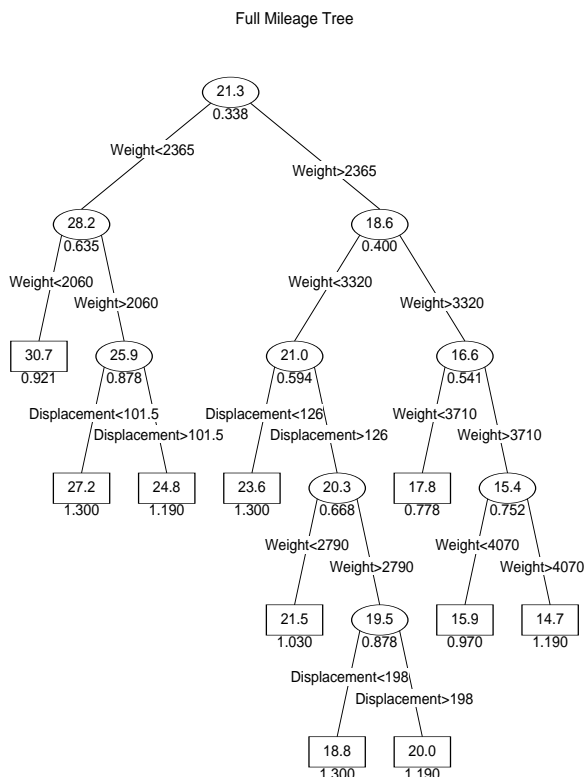 Full Mileage Tree
21.3
0.338
Weight<2365
Weight>2365
28.2
0.635
18.6
0.400
Weight<2060
Weight>2060
Weight<3320
Weight>3320
30.7
0.921
25.9
0.878
21.0
0.594
16.6
0.541
Displacement<101.5
Displacement>101.5
Displacement<126
Displacement>126
Weight<3710
Weight>3710
27.2
1.300
24.8
1.190
23.6
1.300
20.3
0.668
17.8
0.778
15.4
0.752
Weight<2790
Weight>2790
Weight<4070
Weight>4070
21.5
1.030
19.5
0.878
15.9
0.970
14.7
1.190
Displacement<198
Displacement>198
18.8
1.300
20.0
1.190